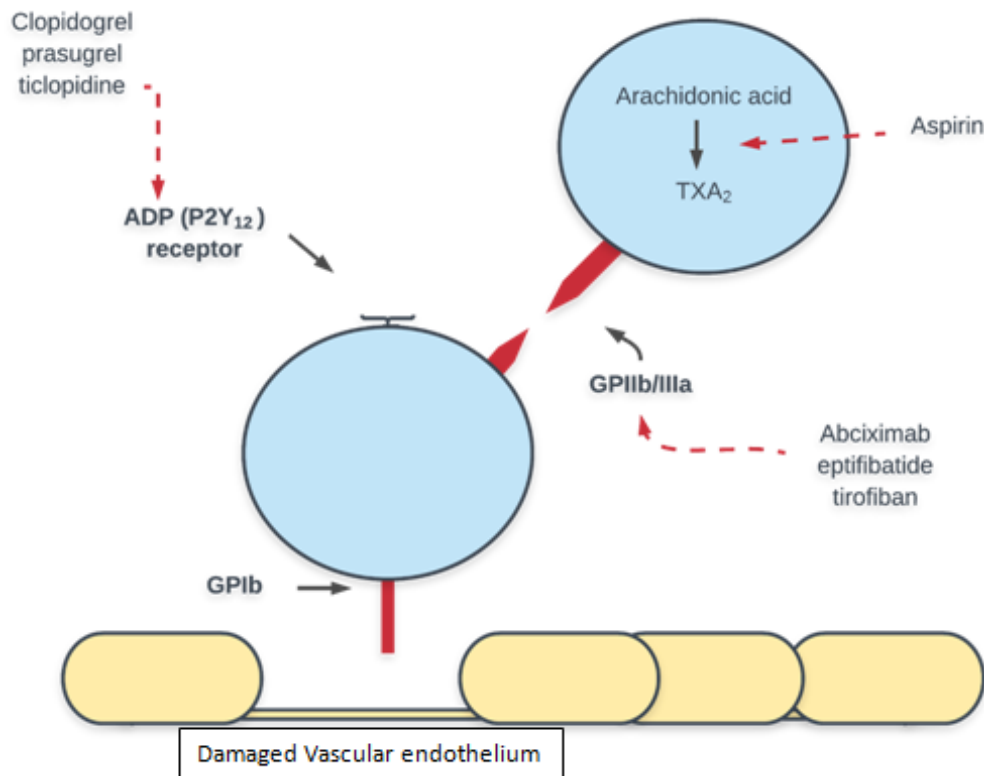 Clopidogrel
prasugrel
ticlopidine
Arachidonic acid
TXA₂
Aspirin
ADP (P2Y₁₂)
receptor
GPIIb/IIIa
Abciximab
eptifibatide
tirofiban
GPIb
Damaged Vascular endothelium